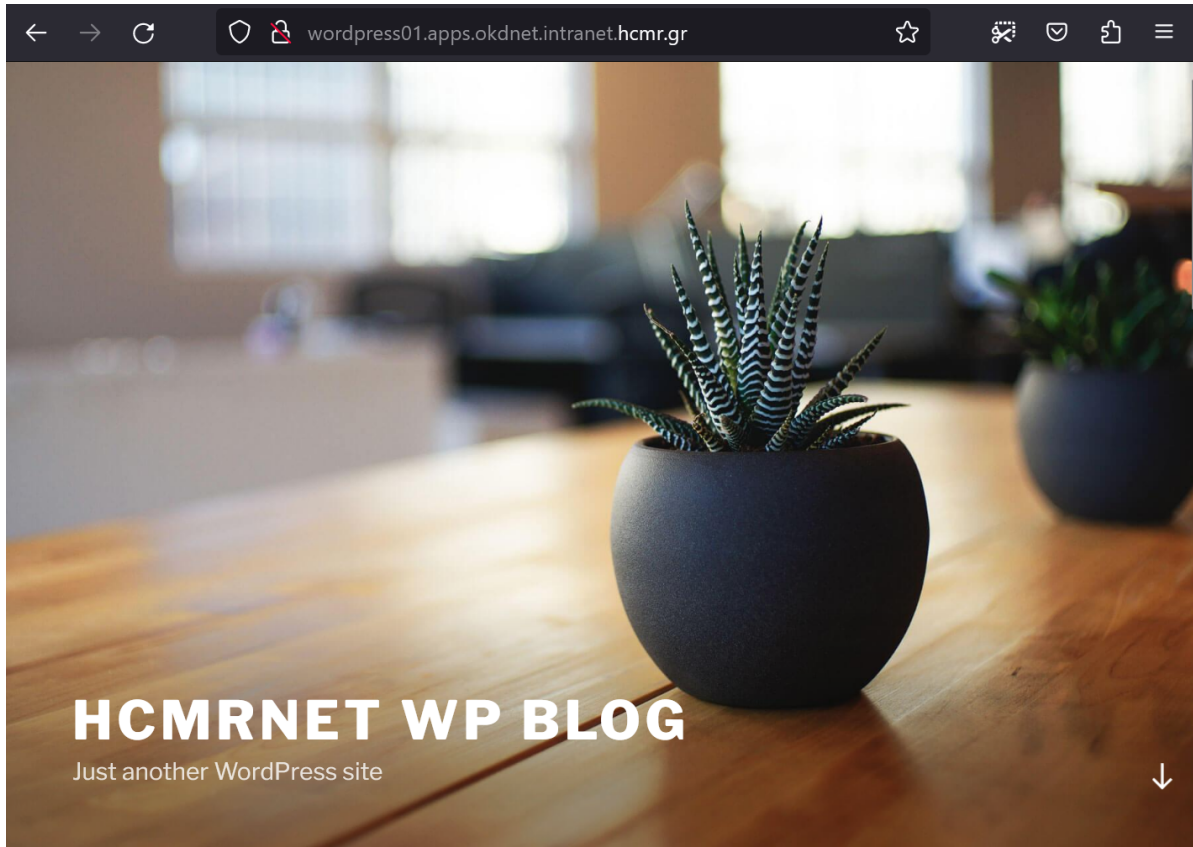 wordpress01.apps.okdnet.intranet.hcmr.gr
HCMRNET WP BLOG
Just another WordPress site